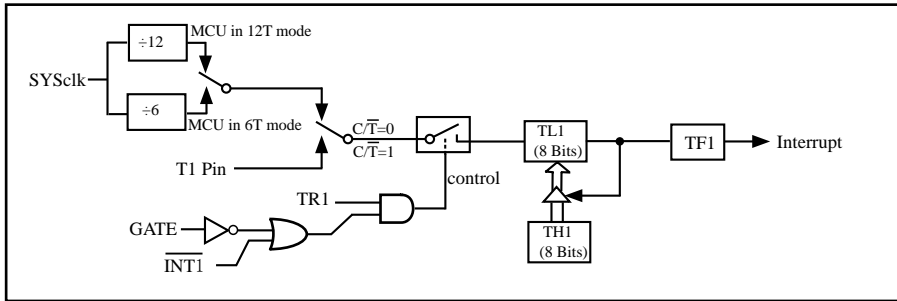 MCU in 12T mode
÷12
SYSclk
÷6
MCU in 6T mode
C/T̅=0
C/T̅=1
T1 Pin
TL1
(8 Bits)
TF1
Interrupt
control
TR1
GATE
I̅N̅T̅1̅
TH1
(8 Bits)